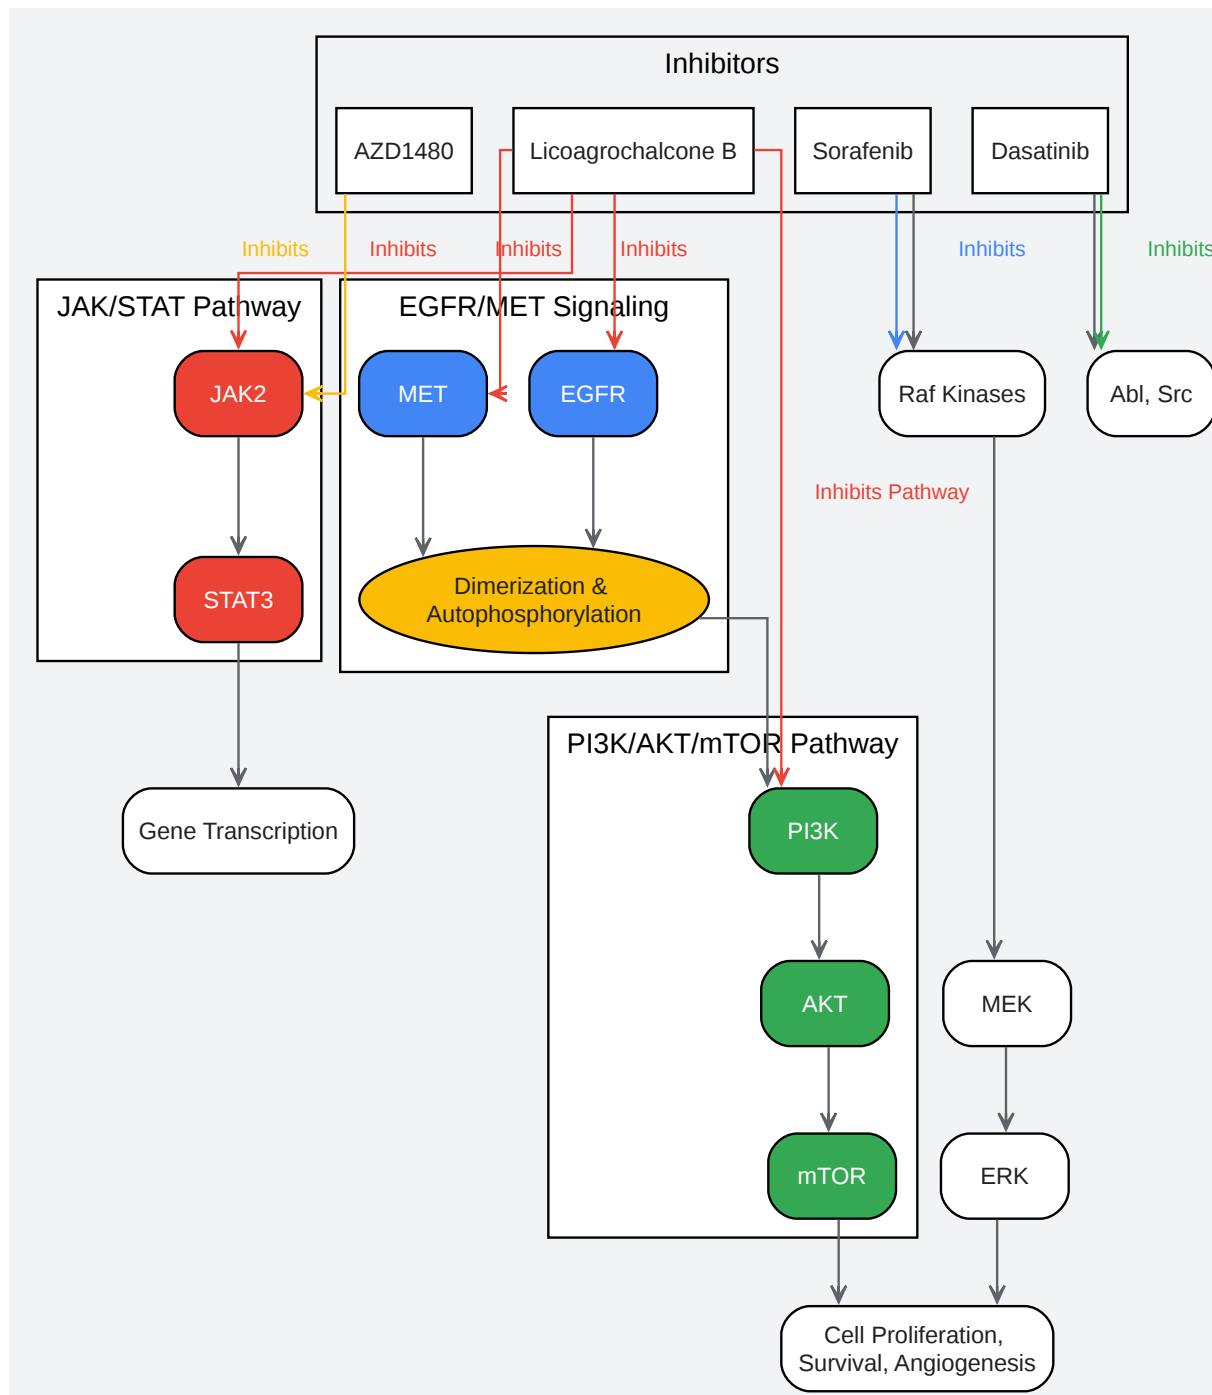 Inhibitors
AZD1480
Licoagrochalcone B
Sorafenib
Dasatinib
Inhibits
Inhibits
Inhibits
Inhibits
Inhibits
Inhibits
JAK/STAT Pathway
EGFR/MET Signaling
JAK2
MET
EGFR
Raf Kinases
Abl, Src
Inhibits Pathway
STAT3
Dimerization &
Autophosphorylation
PI3K/AKT/mTOR Pathway
Gene Transcription
PI3K
AKT
MEK
mTOR
ERK
Cell Proliferation,
Survival, Angiogenesis